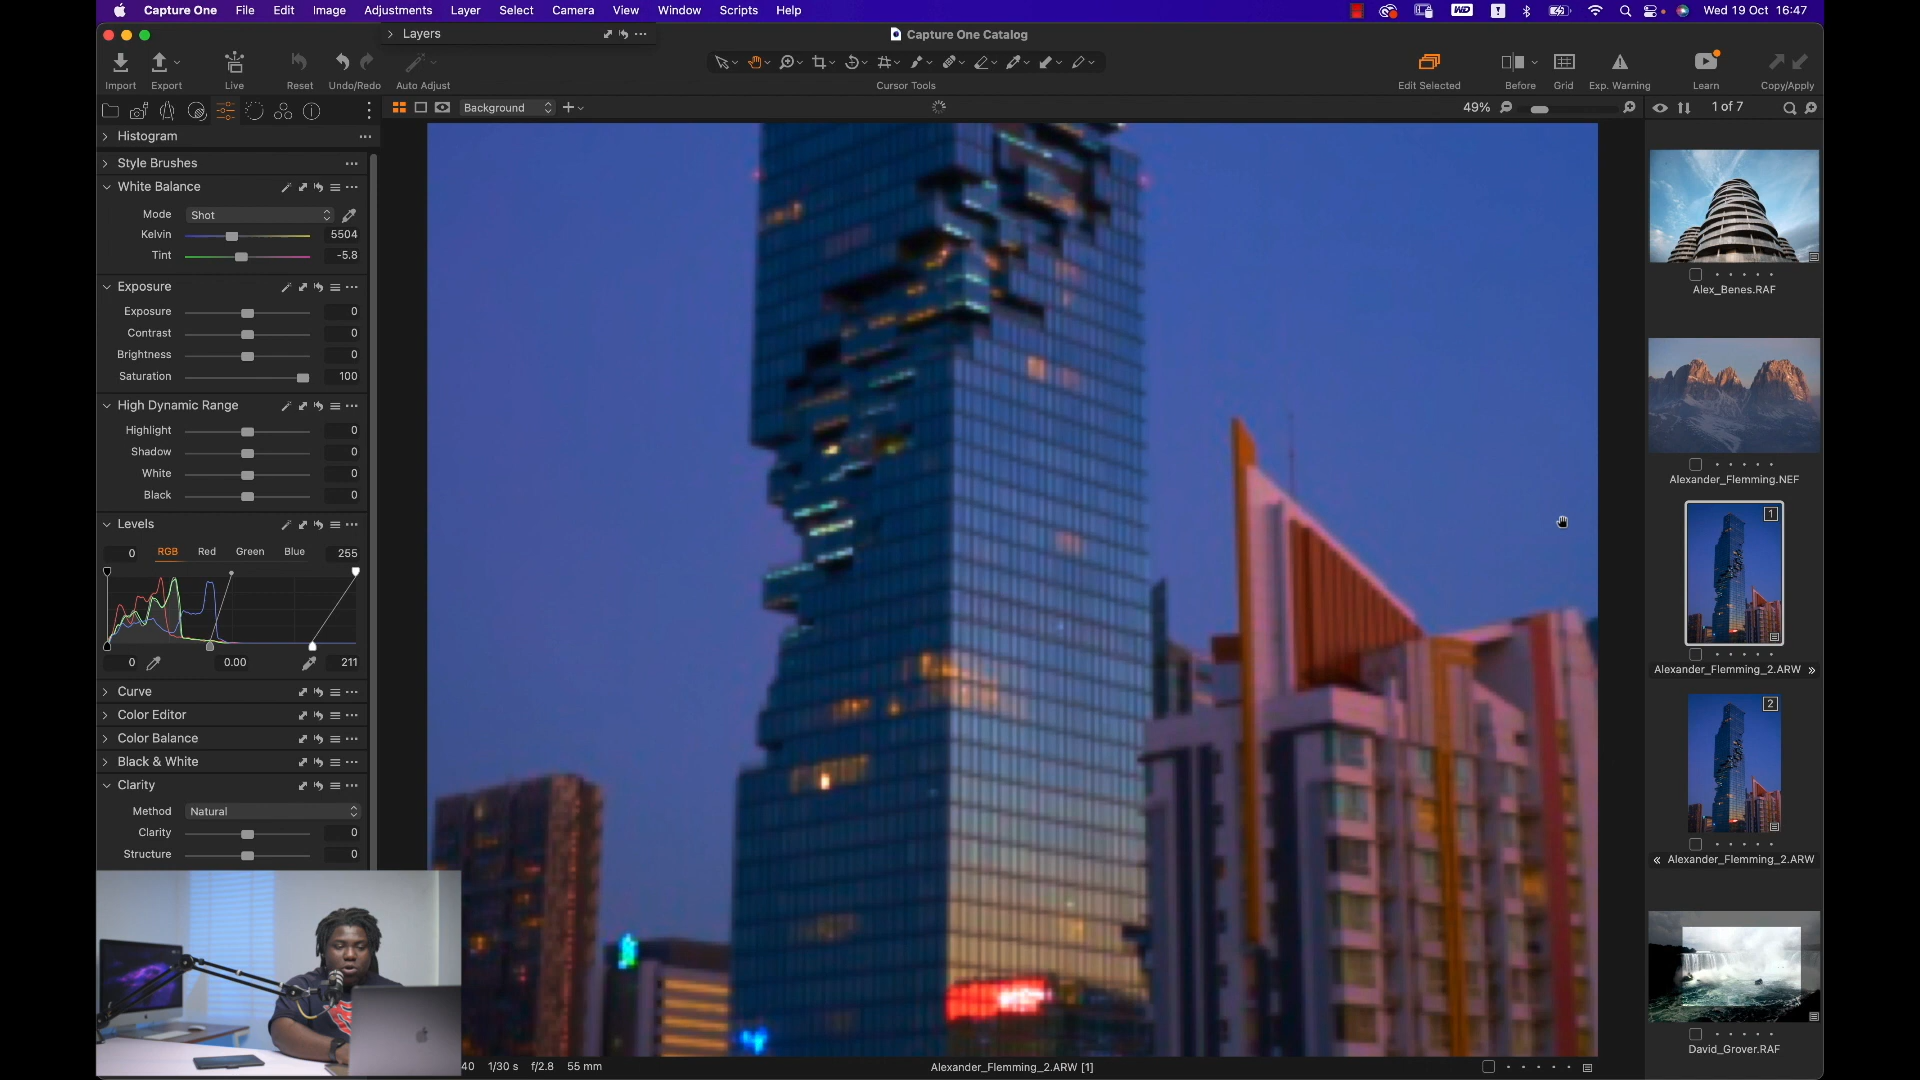 Capture One File Edit Image Adjustments Layer Select Camera View Window Scripts Help Wed 19 Oct 16:47
Layers
Capture One Catalog
Import Export Live Reset Undo/Redo Auto Adjust Cursor Tools Edit Selected Before Grid Exp. Warning Learn Copy/Apply
Background
49%
1 of 7
Histogram
Style Brushes
White Balance
Mode Shot
Kelvin 5504
Tint -5.8
Exposure
Exposure 0
Contrast 0
Brightness 0
Saturation 100
High Dynamic Range
Highlight 0
Shadow 0
White 0
Black 0
Levels
0 RGB Red Green Blue 255
0 0.00 211
Curve
Color Editor
Color Balance
Black & White
Clarity
Method Natural
Clarity 0
Structure 0
Alex_Benes.RAF
Alexander_Flemming.NEF
1
Alexander_Flemming_2.ARW
2
Alexander_Flemming_2.ARW
David_Grover.RAF
40 1/30 s f/2.8 55 mm
Alexander_Flemming_2.ARW [1]